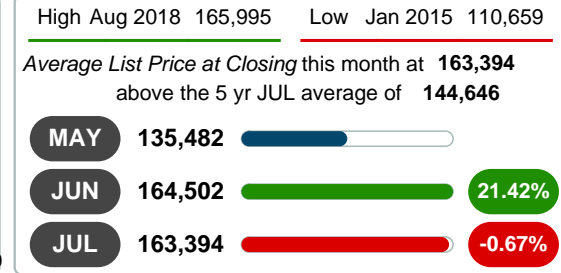 High Aug 2018 165,995 Low Jan 2015 110,659
Average List Price at Closing this month at 163,394
above the 5 yr JUL average of 144,646
MAY 135,482
JUN 164,502 21.42%
JUL 163,394 -0.67%